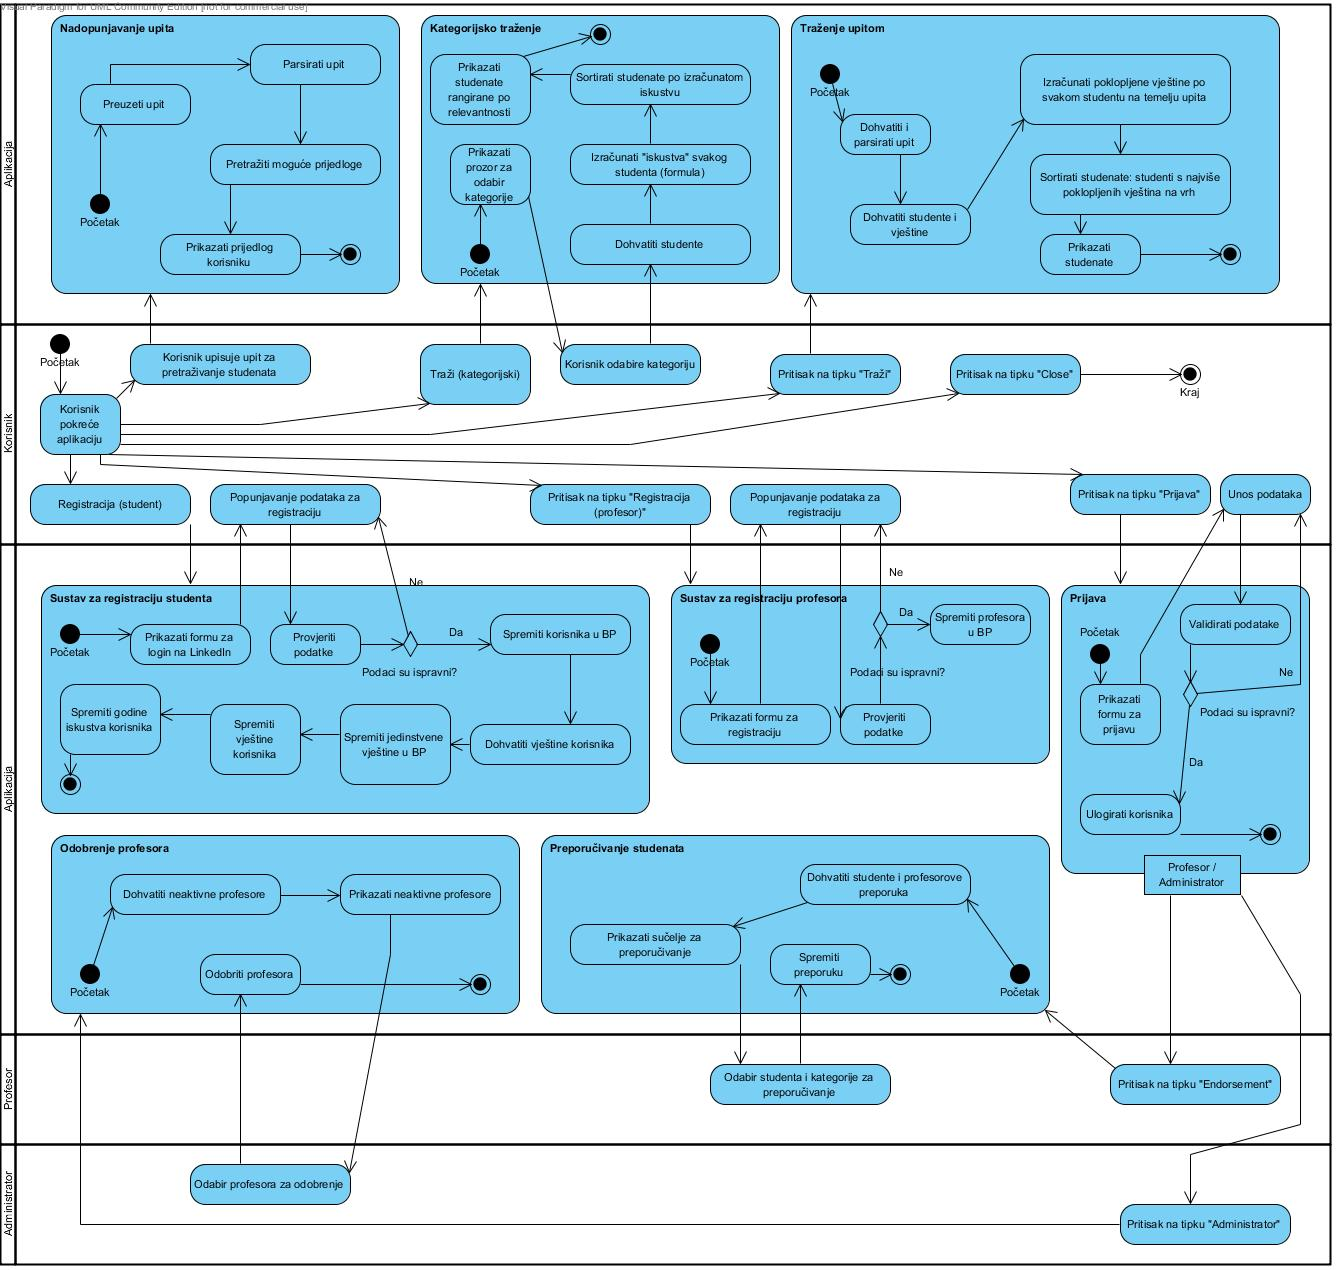 Visual Paradigm for UML Community Edition [not for commercial use]
Aplikacija
Nadopunjavanje upita
Parsirati upit
Preuzeti upit
Pretražiti moguće prijedloge
Početak
Prikazati prijedlog
korisniku
Kategorijsko traženje
Prikazati
studente
rangirane po
relevantnosti
Sortirati studenate po izračunatom
iskustvu
Prikazati
prozor za
odabir
kategorije
Izračunati "iskustva" svakog
studenta (formula)
Dohvatiti studente
Početak
Traženje upitom
Početak
Dohvatiti i
parsirati upit
Dohvatiti studente i
vještine
Izračunati poklopljene vještine po
svakom studentu na temelju upita
Sortirati studenate: studenti s najviše
poklopljenih vještina na vrh
Prikazati
studenate
Korisnik
Početak
Korisnik
pokreće
aplikaciju
Korisnik upisuje upit za
pretraživanje studenata
Traži (kategorijski)
Korisnik odabire kategoriju
Pritisak na tipku "Traži"
Pritisak na tipku "Close"
Kraj
Registracija (student)
Popunjavanje podataka za
registraciju
Pritisak na tipku "Registracija
(profesor)"
Popunjavanje podataka za
registraciju
Pritisak na tipku "Prijava"
Unos podataka
Aplikacija
Sustav za registraciju studenta
Početak
Prikazati formu za
login na LinkedIn
Provjeriti
podatke
Ne
Da
Podaci su ispravni?
Spremiti korisnika u BP
Spremiti godine
iskustva korisnika
Spremiti
vještine
korisnika
Spremiti jedinstvene
vještine u BP
Dohvatiti vještine korisnika
Sustav za registraciju profesora
Ne
Da
Spremiti profesora
u BP
Početak
Podaci su ispravni?
Prikazati formu za
registraciju
Provjeriti
podatke
Prijava
Početak
Validirati podatake
Ne
Prikazati
formu za
prijavu
Podaci su ispravni?
Da
Ulogirati korisnika
Profesor /
Administrator
Odobrenje profesora
Dohvatiti neaktivne profesore
Prikazati neaktivne profesore
Početak
Odobriti profesora
Preporučivanje studenata
Dohvatiti studente i profesorove
preporuka
Prikazati sučelje za
preporučivanje
Spremiti
preporuku
Početak
Profesor
Odabir studenta i kategorije za
preporučivanje
Pritisak na tipku "Endorsement"
Administrator
Odabir profesora za odobrenje
Pritisak na tipku "Administrator"